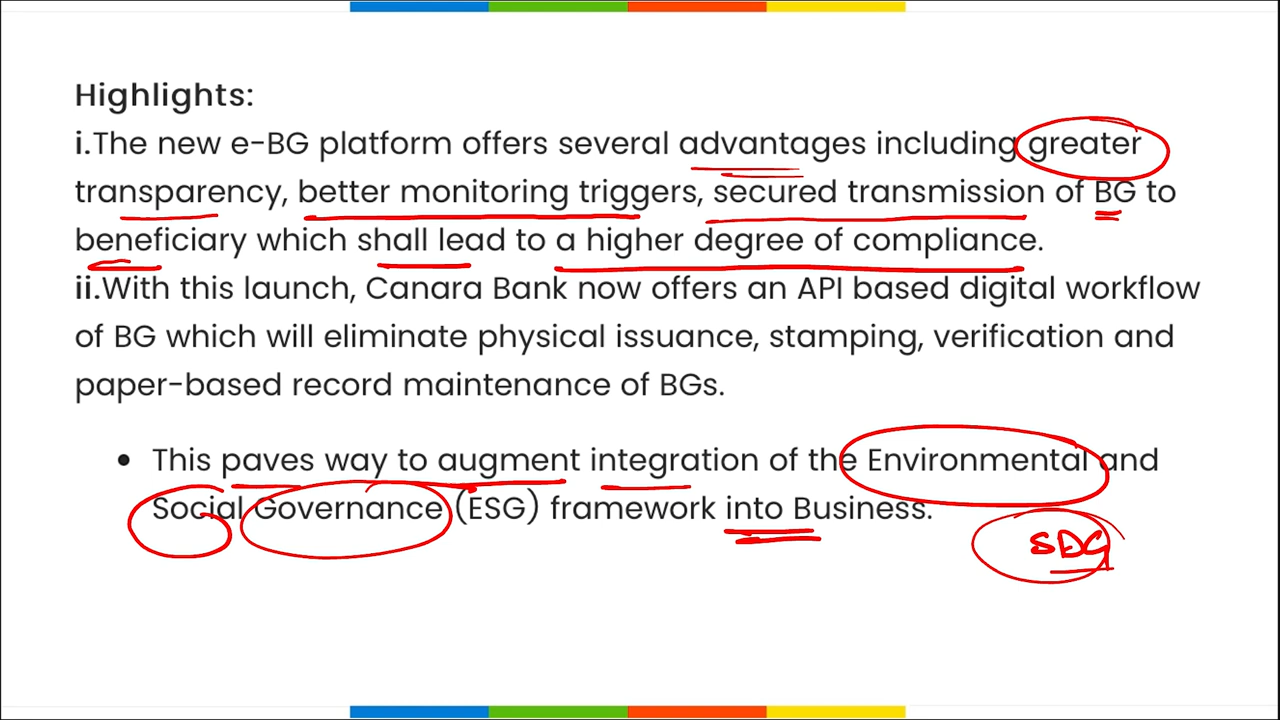 Highlights:
i.The new e-BG platform offers several advantages including greater
transparency, better monitoring triggers, secured transmission of BG to
beneficiary which shall lead to a higher degree of compliance.
ii.With this launch, Canara Bank now offers an API based digital workflow
of BG which will eliminate physical issuance, stamping, verification and
paper-based record maintenance of BGs.
• This paves way to augment integration of the Environmental and
Social Governance (ESG) framework into Business.
SDG